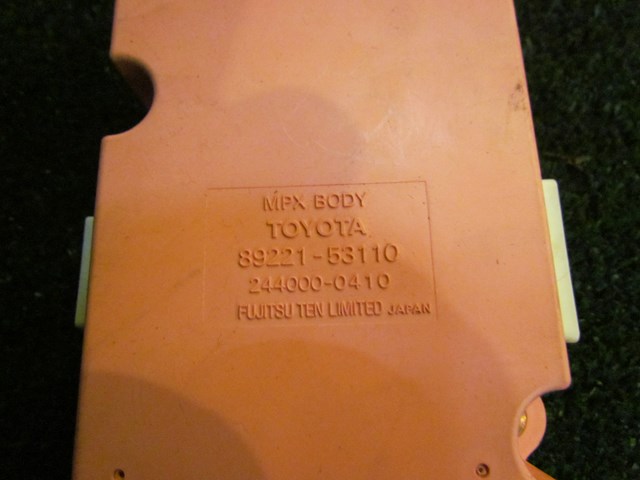 MPX BODY
TOYOTA
89221-53110
244000-0410
FUJITSU TEN LIMITED JAPAN